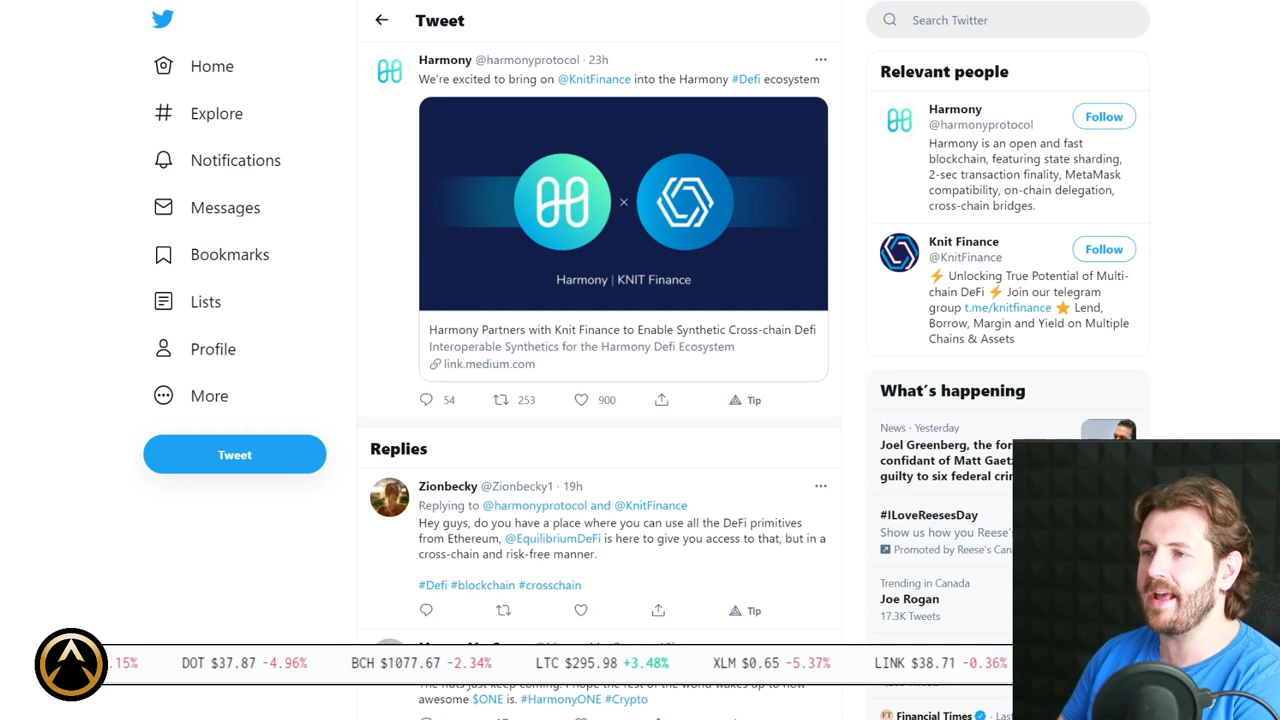 Home
Explore
Notifications
Messages
Bookmarks
Lists
Profile
More
Tweet
Tweet
Harmony @harmonyprotocol · 23h
We're excited to bring on @KnitFinance into the Harmony #Defi ecosystem
Harmony | KNIT Finance
Harmony Partners with Knit Finance to Enable Synthetic Cross-chain Defi
Interoperable Synthetics for the Harmony Defi Ecosystem
link.medium.com
54 253 900 Tip
Replies
Zionbecky @Zionbecky1 · 19h
Replying to @harmonyprotocol and @KnitFinance
Hey guys, do you have a place where you can use all the DeFi primitives
from Ethereum, @EquilibriumDeFi is here to give you access to that, but in a
cross-chain and risk-free manner.
#Defi #blockchain #crosschain
Tip
awesome $ONE is. #HarmonyONE #Crypto
Search Twitter
Relevant people
Harmony
@harmonyprotocol
Follow
Harmony is an open and fast
blockchain, featuring state sharding,
2-sec transaction finality, MetaMask
compatibility, on-chain delegation,
cross-chain bridges.
Knit Finance
@KnitFinance
Follow
⚡ Unlocking True Potential of Multi-
chain DeFi ⚡ Join our telegram
group t.me/knitfinance ⭐ Lend,
Borrow, Margin and Yield on Multiple
Chains & Assets
What's happening
News · Yesterday
Joel Greenberg, the
confidant of Matt
guilty to six federal
#ILoveReesesDay
Show us how you Reese's
Promoted by Reese's
Trending in Canada
Joe Rogan
17.3K Tweets
Financial Times
.15% DOT $37.87 -4.96% BCH $1077.67 -2.34% LTC $295.98 +3.48% XLM $0.65 -5.37% LINK $38.71 -0.36%